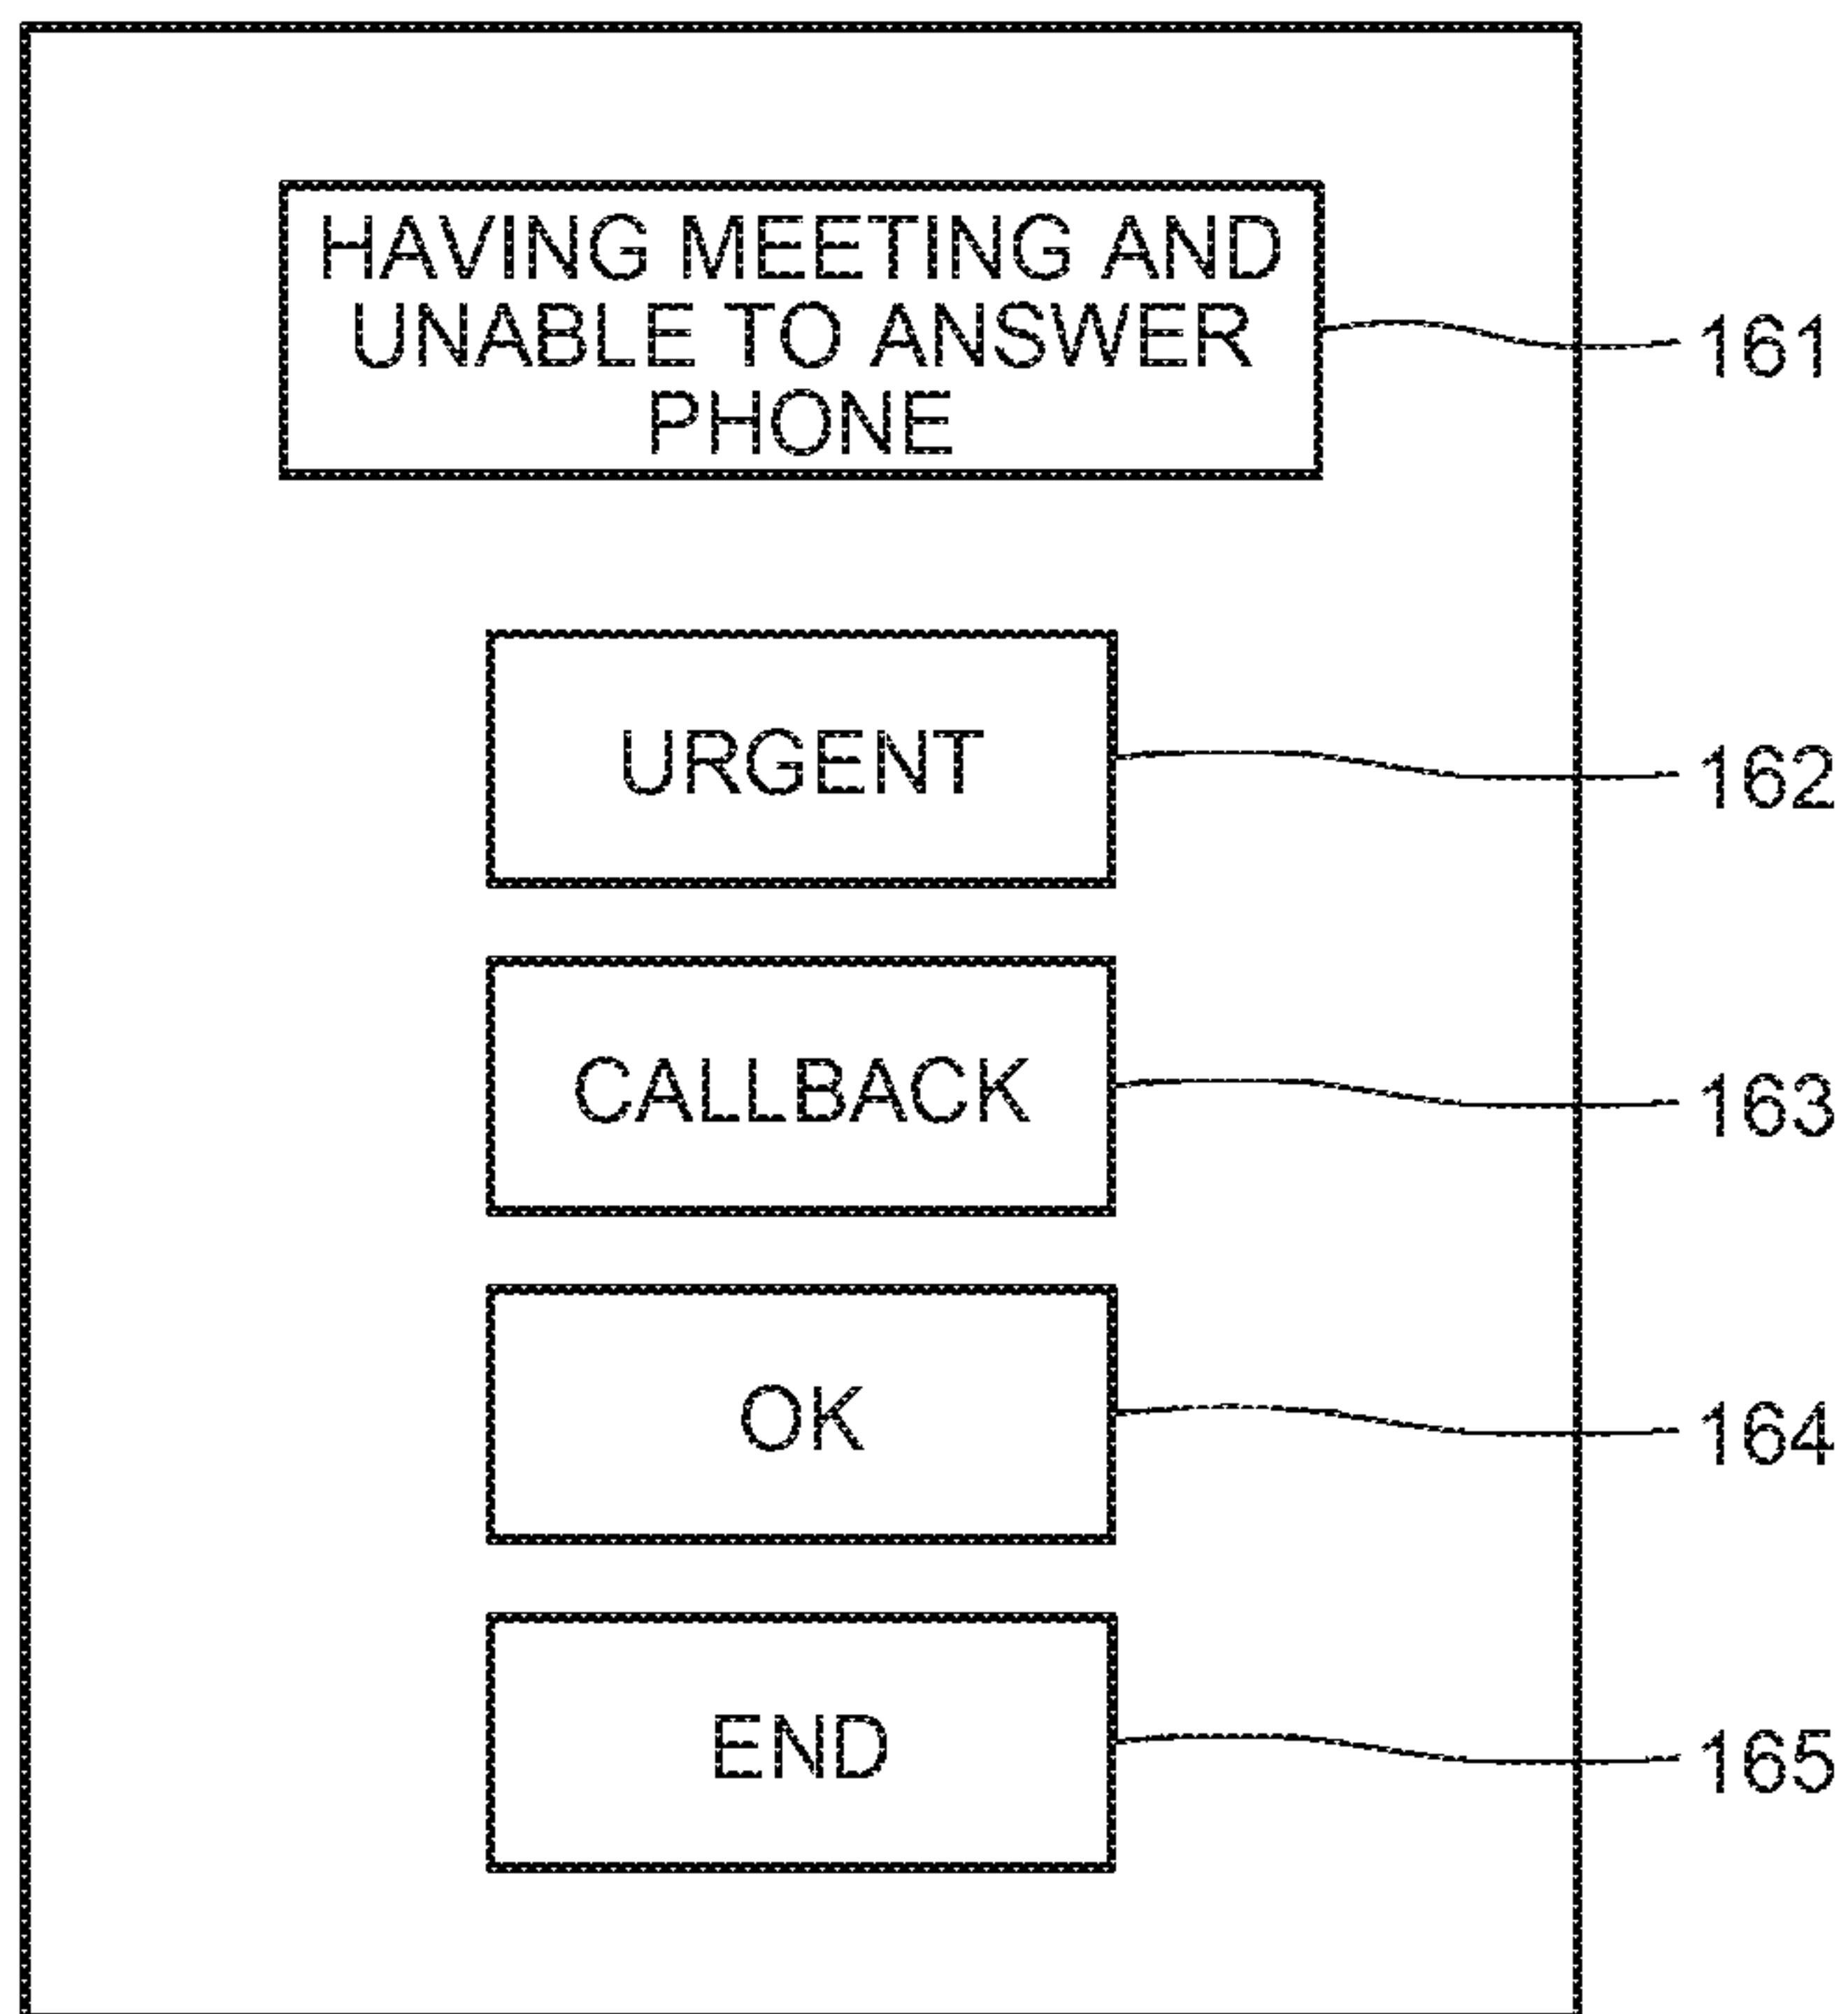 HAVING MEETING AND
UNABLE TO ANSWER
PHONE
161
URGENT
162
CALLBACK
163
OK
164
END
165